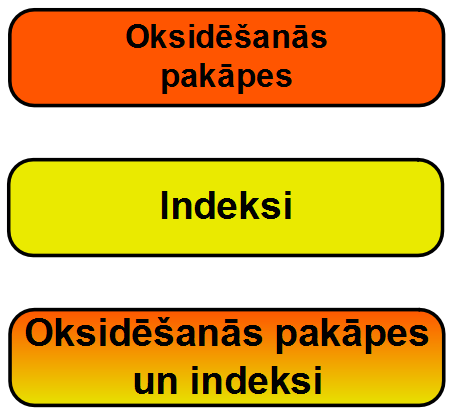 Oksidēšanās
pakāpes
Indeksi
Oksidēšanās pakāpes
un indeksi